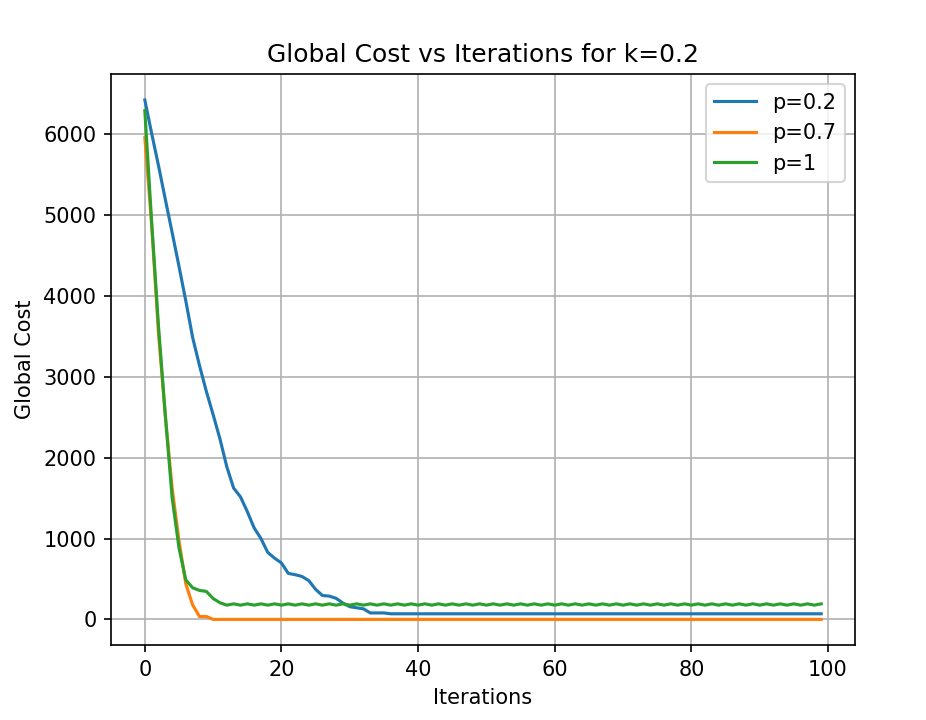 Global Cost vs Iterations for k=0.2
p=0.2
p=0.7
p=1
Global Cost
6000
5000
4000
3000
2000
1000
0
0 20 40 60 80 100
Iterations